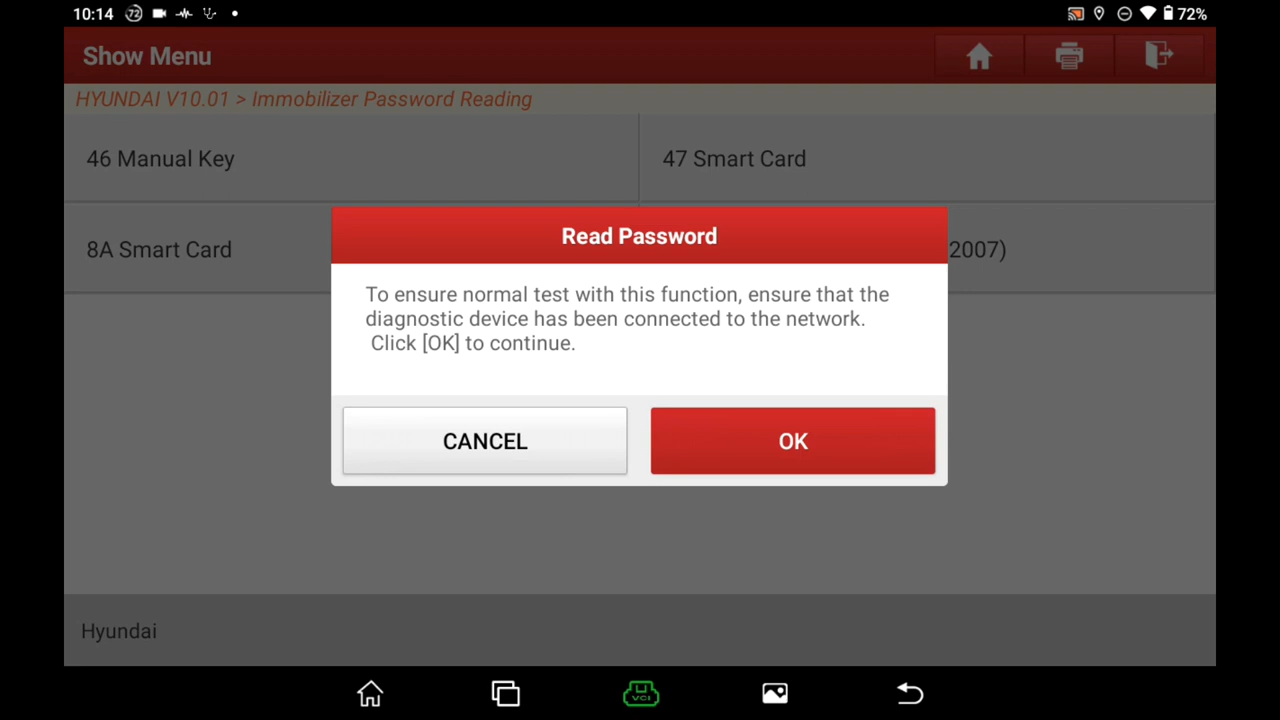 10:14 72 72%
Show Menu
HYUNDAI V10.01 > Immobilizer Password Reading
46 Manual Key 47 Smart Card
8A Smart Card 2007)
Read Password
To ensure normal test with this function, ensure that the
diagnostic device has been connected to the network.
Click [OK] to continue.
CANCEL OK
Hyundai
VCI